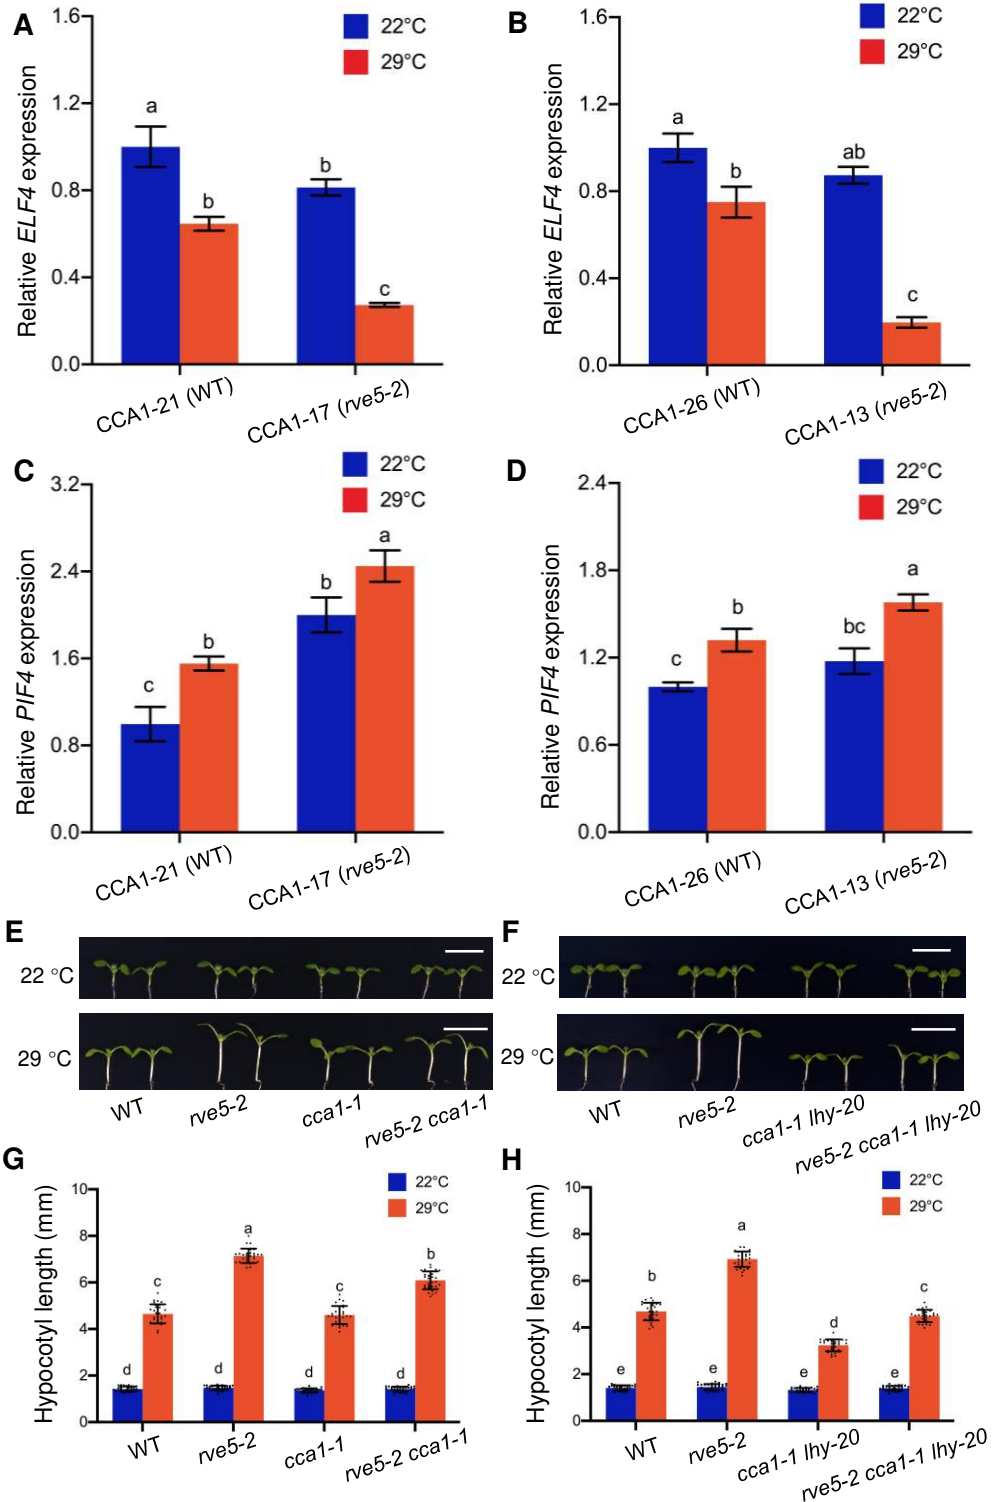 A
Relative ELF4 expression
1.6
1.2
0.8
0.4
0.0
22°C
29°C
a
b
b
c
CCA1-21 (WT)
CCA1-17 (rve5-2)
B
Relative ELF4 expression
1.6
1.2
0.8
0.4
0.0
22°C
29°C
a
b
ab
c
CCA1-26 (WT)
CCA1-13 (rve5-2)
C
Relative PIF4 expression
3.2
2.4
1.6
0.8
0.0
22°C
29°C
c
b
b
a
CCA1-21 (WT)
CCA1-17 (rve5-2)
D
Relative PIF4 expression
2.4
1.8
1.2
0.6
0.0
22°C
29°C
c
b
bc
a
CCA1-26 (WT)
CCA1-13 (rve5-2)
E
22 °C
29 °C
WT
rve5-2
cca1-1
rve5-2 cca1-1
F
22 °C
29 °C
WT
rve5-2
cca1-1 lhy-20
rve5-2 cca1-1 lhy-20
G
Hypocotyl length (mm)
10
8
6
4
2
0
22°C
29°C
d
c
d
a
d
c
d
b
WT
rve5-2
cca1-1
rve5-2 cca1-1
H
Hypocotyl length (mm)
10
8
6
4
2
0
22°C
29°C
e
b
e
a
e
d
e
c
WT
rve5-2
cca1-1 lhy-20
rve5-2 cca1-1 lhy-20